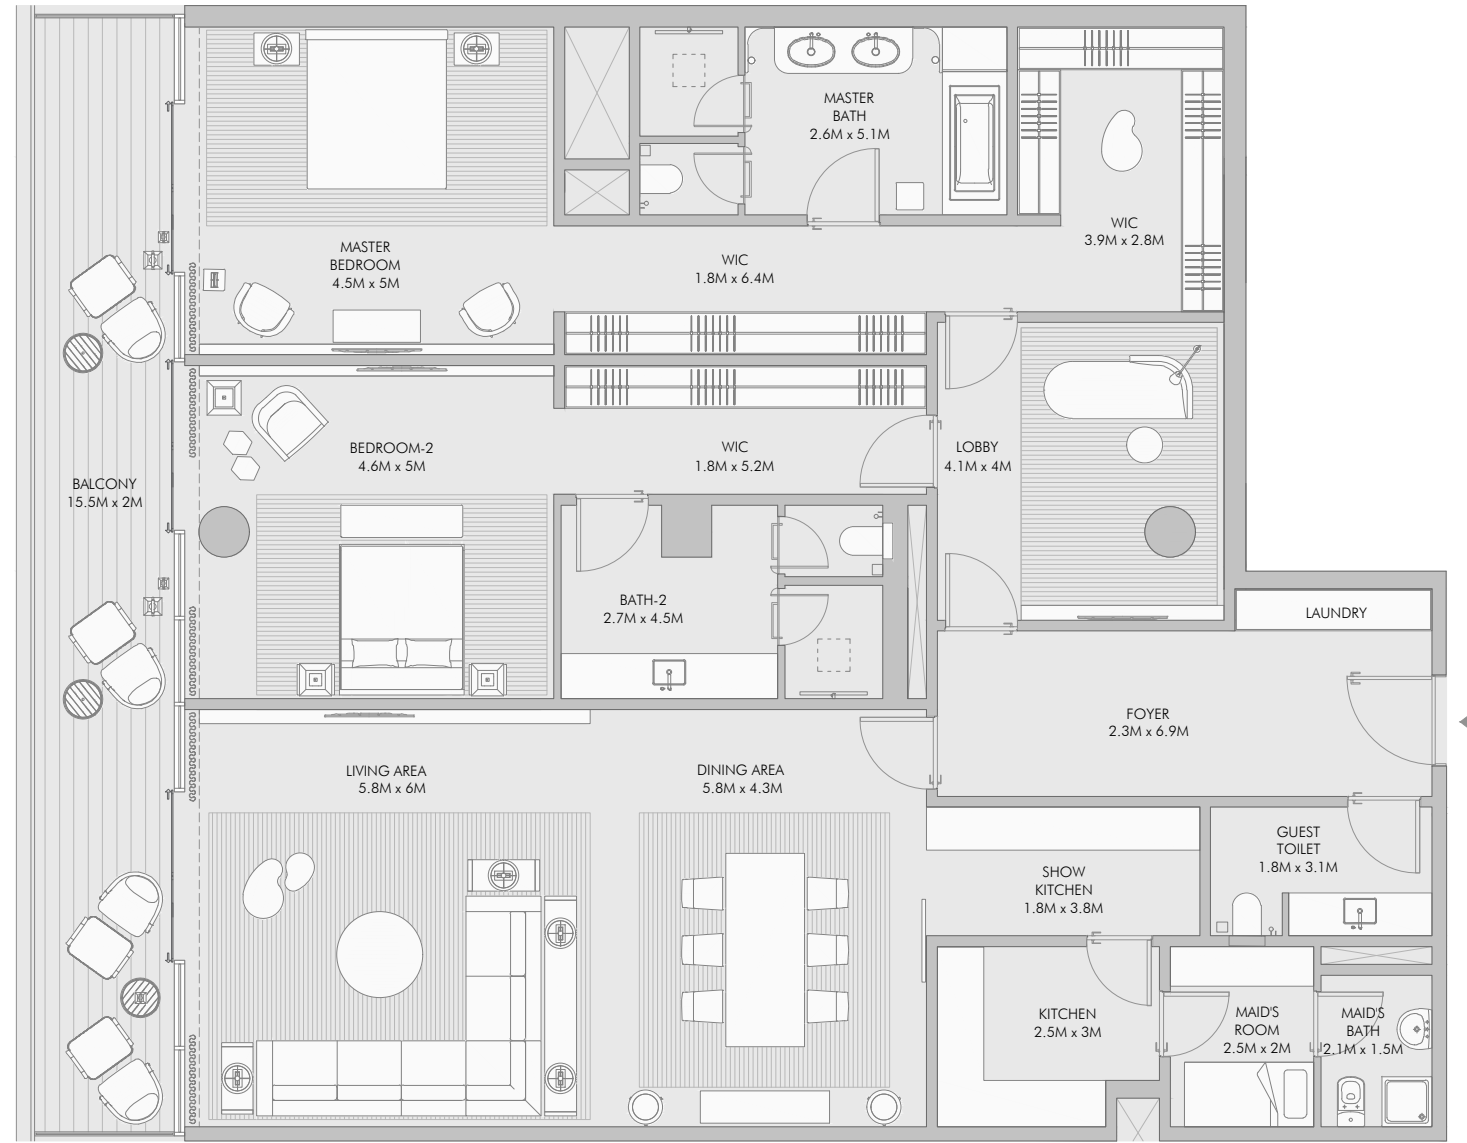 MASTER
BATH
2.6M x 5.1M
WIC
3.9M x 2.8M
MASTER
BEDROOM
4.5M x 5M
WIC
1.8M x 6.4M
BEDROOM-2
4.6M x 5M
WIC
1.8M x 5.2M
LOBBY
4.1M x 4M
BALCONY
15.5M x 2M
BATH-2
2.7M x 4.5M
LAUNDRY
FOYER
2.3M x 6.9M
LIVING AREA
5.8M x 6M
DINING AREA
5.8M x 4.3M
GUEST
TOILET
1.8M x 3.1M
SHOW
KITCHEN
1.8M x 3.8M
KITCHEN
2.5M x 3M
MAID'S
ROOM
2.5M x 2M
MAID'S
BATH
2.1M x 1.5M